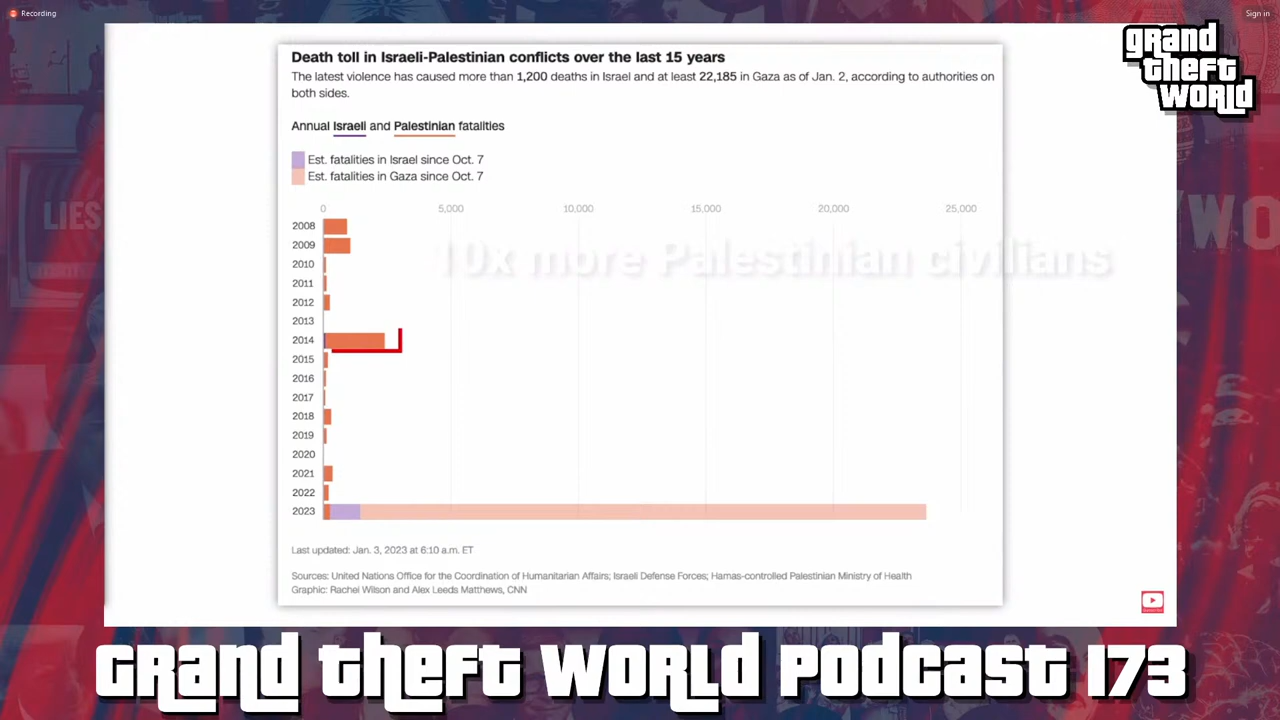 Recording
Sign in
grand
theft
world
Death toll in Israeli-Palestinian conflicts over the last 15 years
The latest violence has caused more than 1,200 deaths in Israel and at least 22,185 in Gaza as of Jan. 2, according to authorities on
both sides.
Annual Israeli and Palestinian fatalities
Est. fatalities in Israel since Oct. 7
Est. fatalities in Gaza since Oct. 7
0 5,000 10,000 15,000 20,000 25,000
LIES
WO
2008
2009
10x more Palestinian civilians
2010
2011
2012
2013
2014
2015
2016
2017
2018
2019
2020
2021
2022
2023
Last updated: Jan. 3, 2023 at 6:10 a.m. ET
Sources: United Nations Office for the Coordination of Humanitarian Affairs; Israeli Defense Forces; Hamas-controlled Palestinian Ministry of Health
Graphic: Rachel Wilson and Alex Leeds Matthews, CNN
GRAND THEFT WORLD PODCAST 173